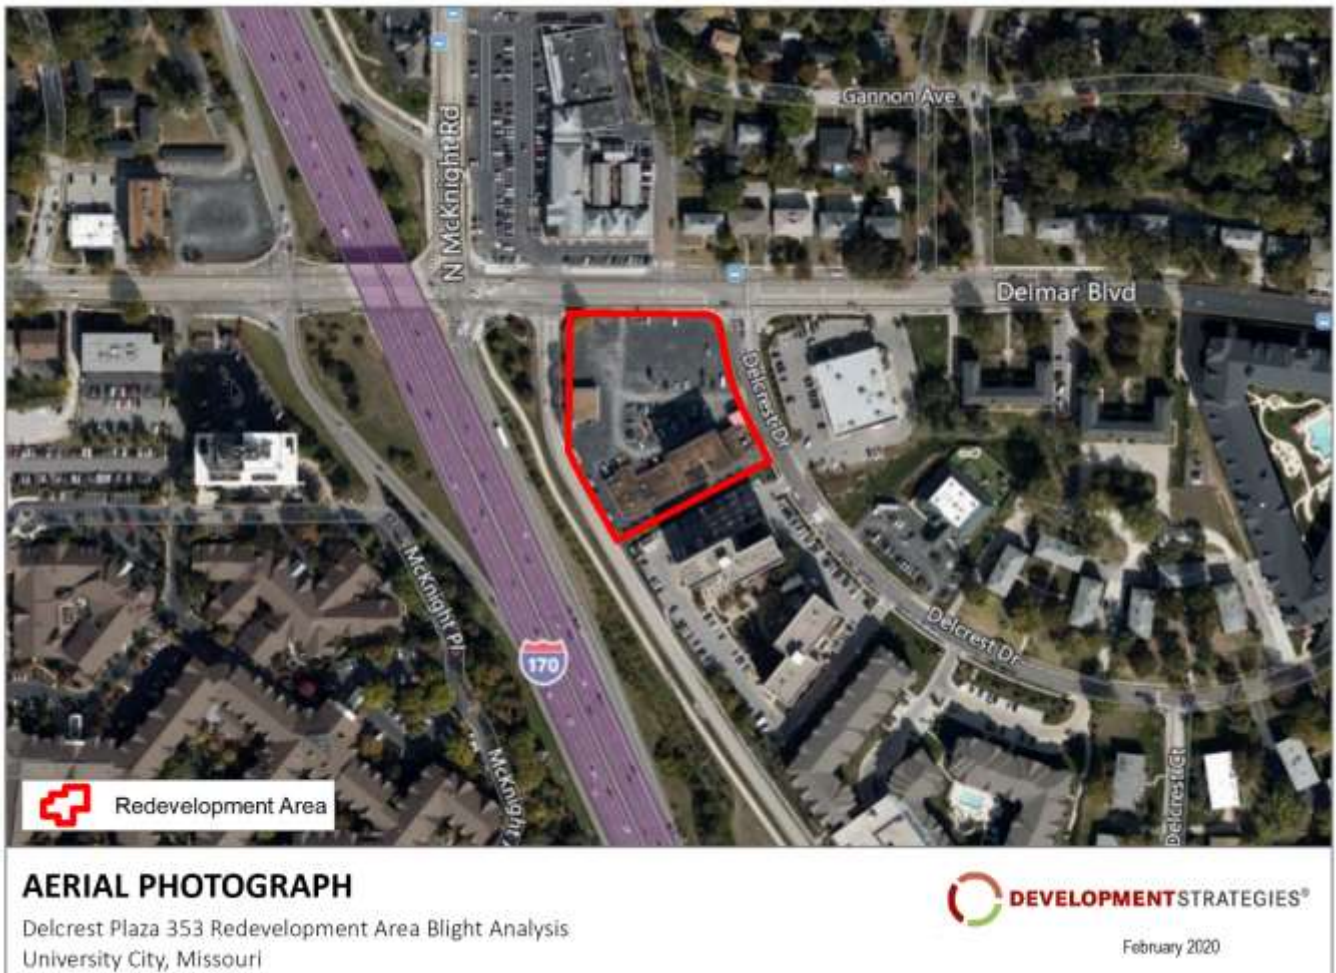 Gannon Ave
N McKnight Rd
Delmar Blvd
Delcrest Dr
McKnight Pl
170
Delcrest Dr
McKnight
Delcrest Ct
Redevelopment Area
AERIAL PHOTOGRAPH
Delcrest Plaza 353 Redevelopment Area Blight Analysis
University City, Missouri
DEVELOPMENTSTRATEGIES®
February 2020